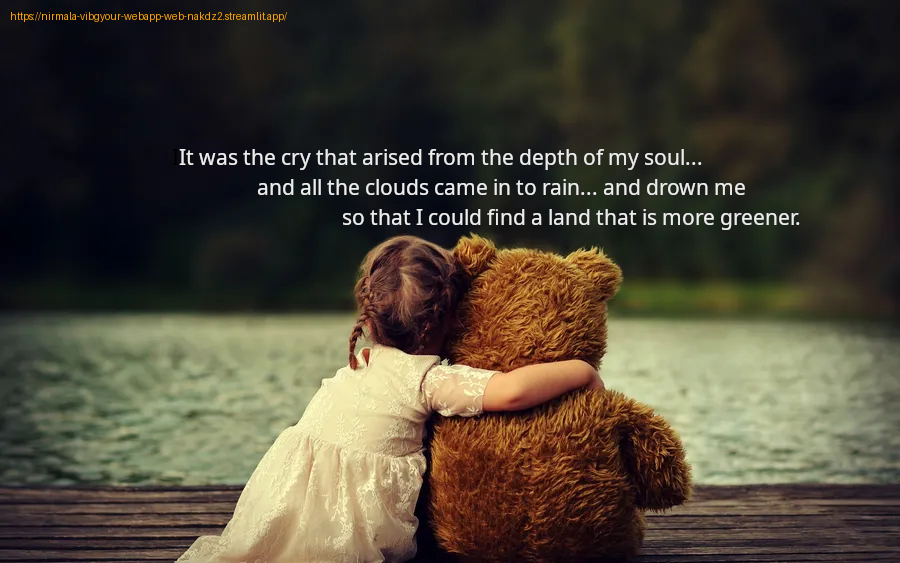 https://nirmala-vibgyour-webapp-web-nakdz2.streamlit.app/
It was the cry that arised from the depth of my soul...
and all the clouds came in to rain... and drown me
so that I could find a land that is more greener.